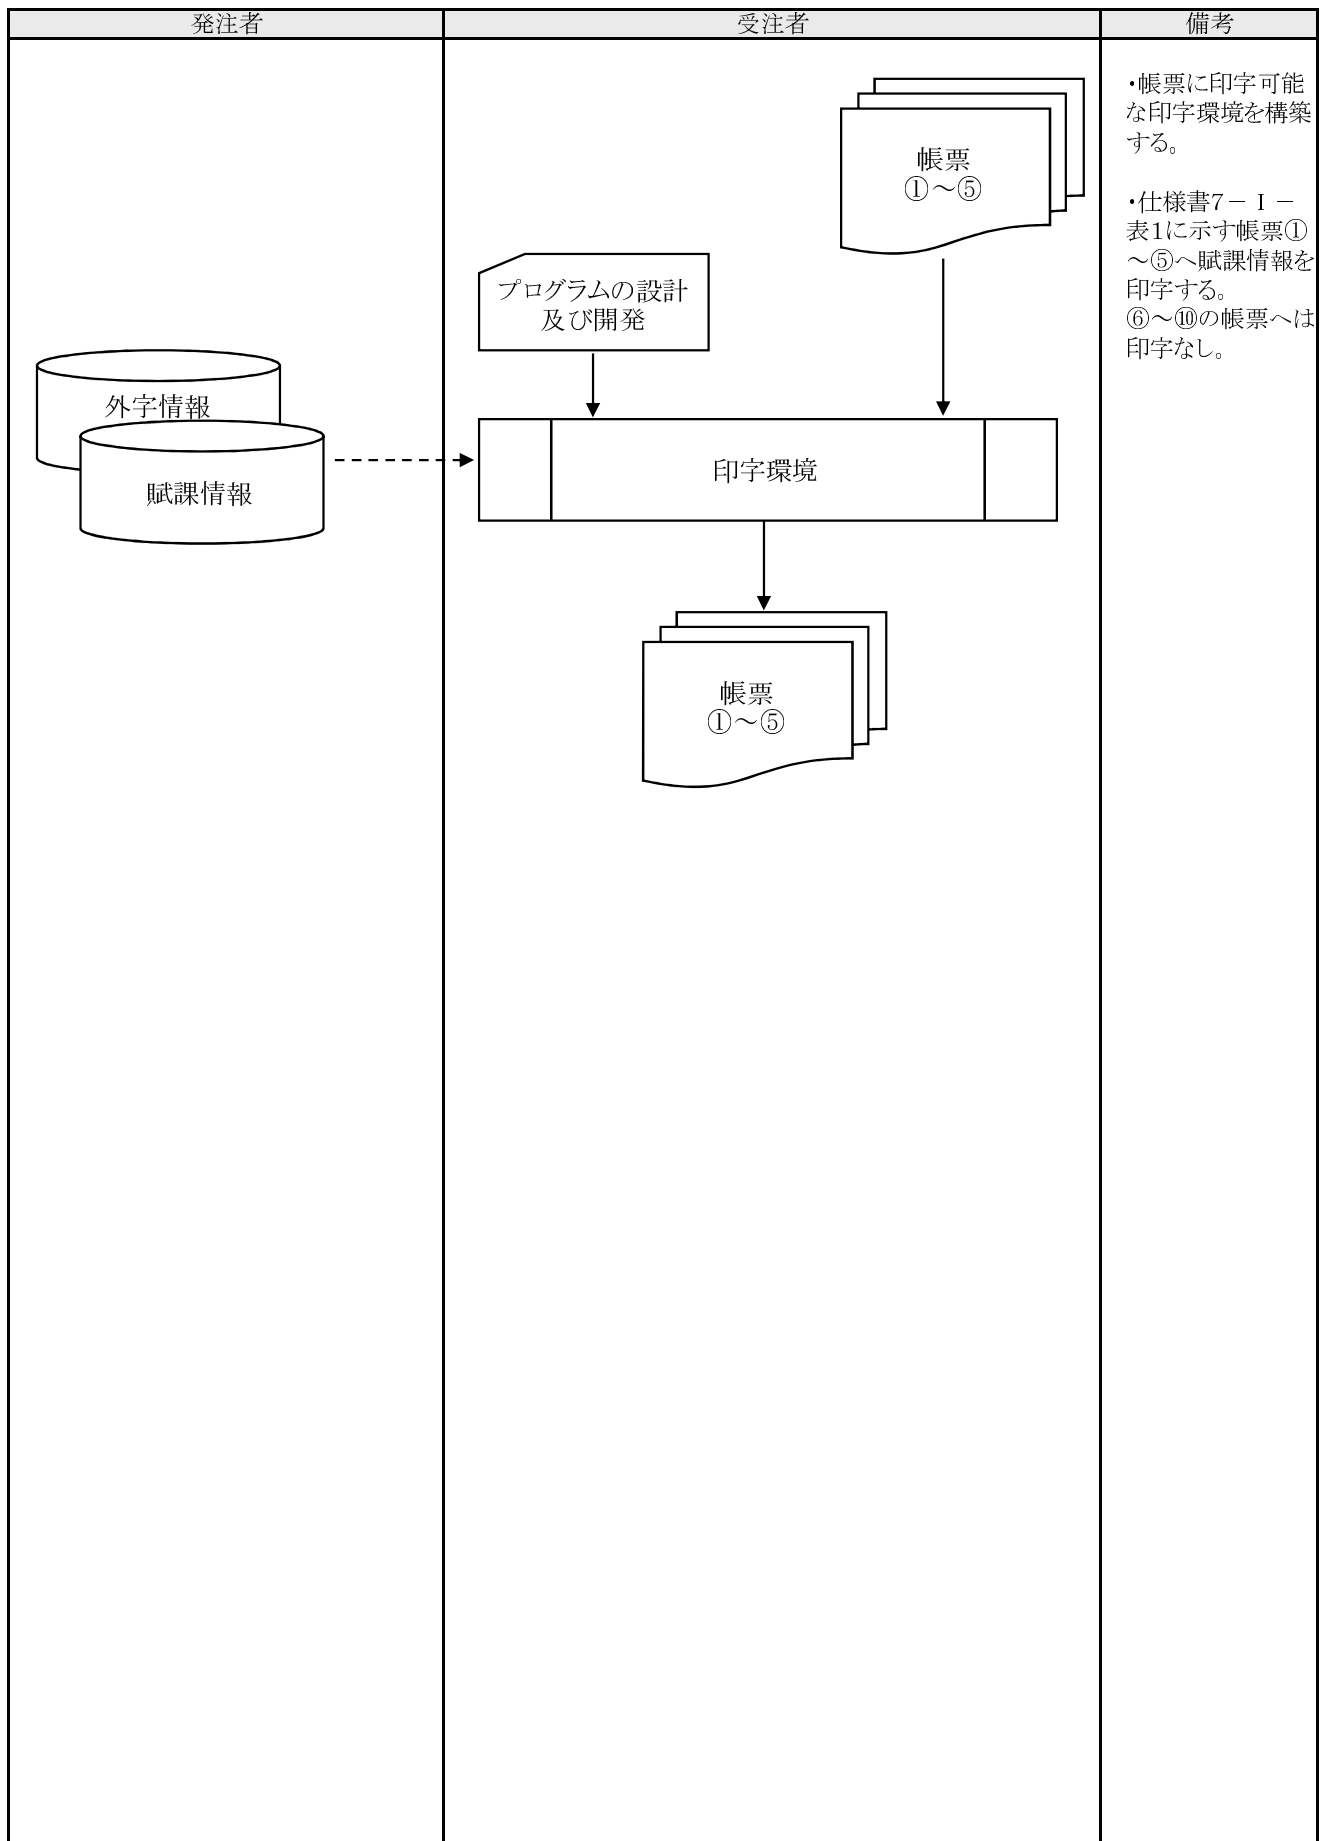 発注者
受注者
備考
帳票
①～⑤
プログラムの設計
及び開発
外字情報
賦課情報
印字環境
帳票
①～⑤
・帳票に印字可能
な印字環境を構築
する。
・仕様書7－Ⅰ－
表1に示す帳票①
～⑤へ賦課情報を
印字する。
⑥～⑩の帳票へは
印字なし。